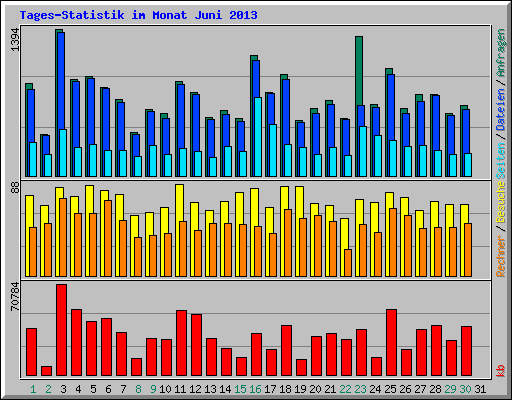 Tages-Statistik im Monat Juni 2013
1394
88
70784
Rechner / Besuche
Seiten / Dateien / Anfragen
kb
1 2 3 4 5 6 7 8 9 10 11 12 13 14 15 16 17 18 19 20 21 22 23 24 25 26 27 28 29 30 31